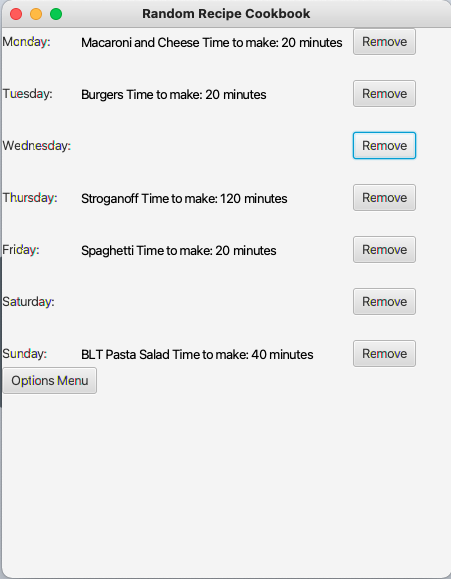 Random Recipe Cookbook
Monday: Macaroni and Cheese Time to make: 20 minutes Remove
Tuesday: Burgers Time to make: 20 minutes Remove
Wednesday: Remove
Thursday: Stroganoff Time to make: 120 minutes Remove
Friday: Spaghetti Time to make: 20 minutes Remove
Saturday: Remove
Sunday: BLT Pasta Salad Time to make: 40 minutes Remove
Options Menu